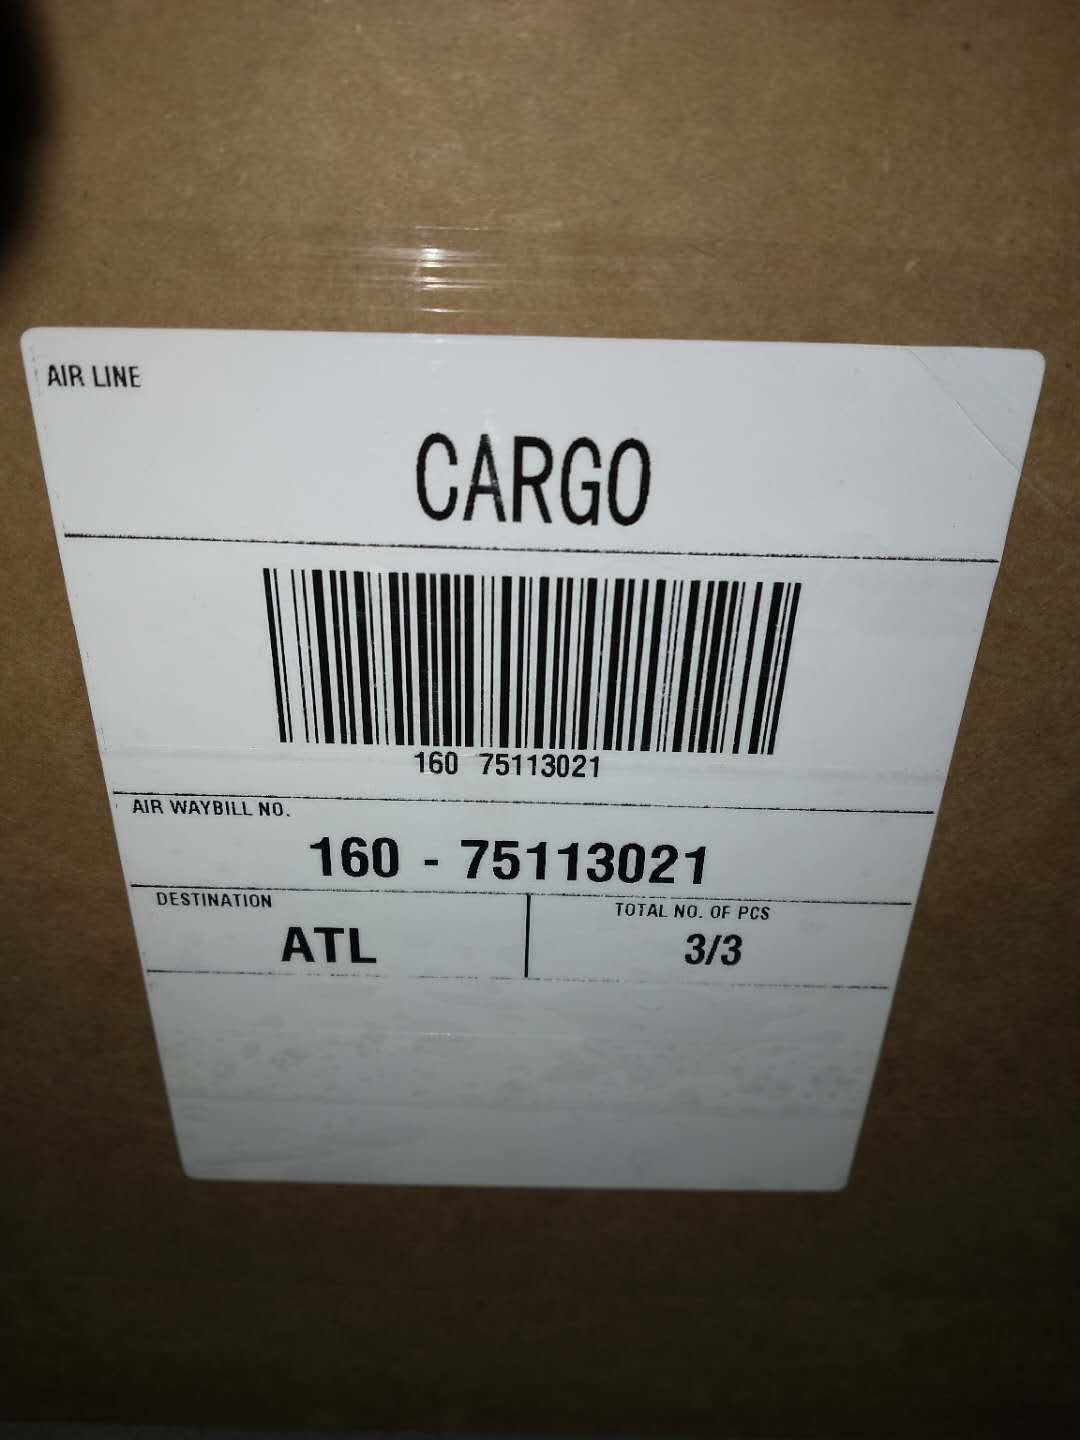 AIR LINE
CARGO
160 75113021
AIR WAYBILL NO.
160 - 75113021
DESTINATION
ATL
TOTAL NO. OF PCS
3/3